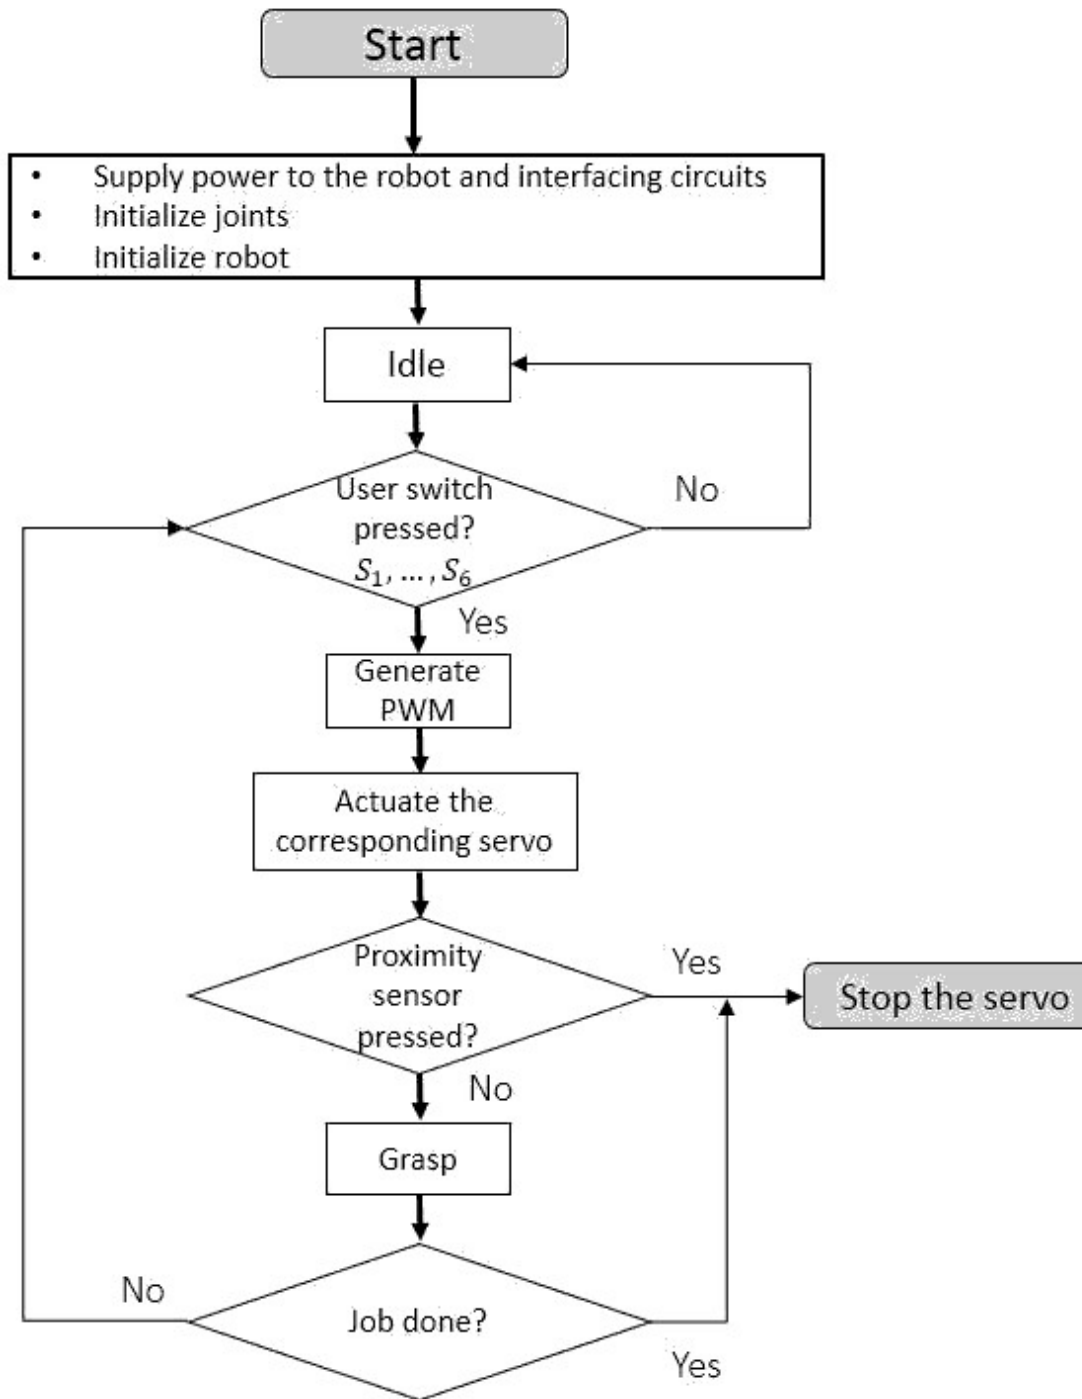 Start
• Supply power to the robot and interfacing circuits
• Initialize joints
• Initialize robot
Idle
User switch
pressed?
S₁, ... , S₆
No
Yes
Generate
PWM
Actuate the
corresponding servo
Proximity
sensor
pressed?
Yes
Stop the servo
No
Grasp
No
Job done?
Yes